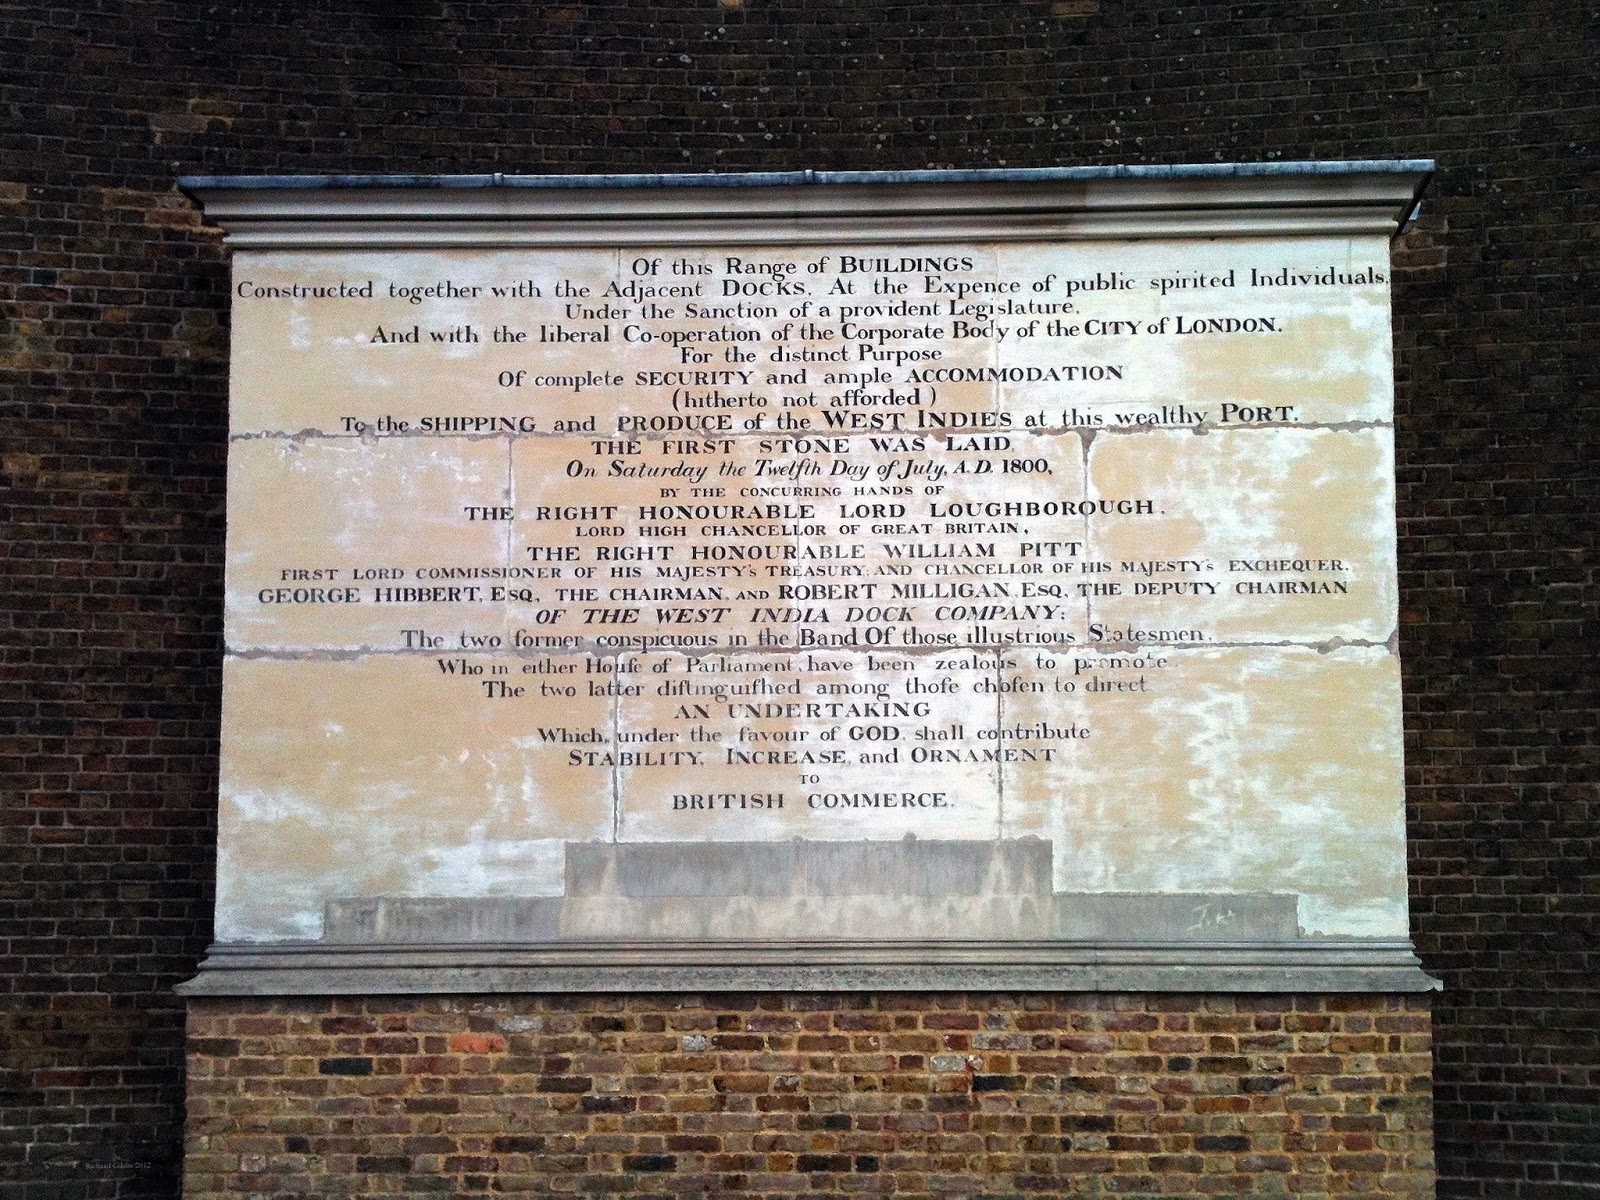 Of this Range of BUILDINGS
Constructed together with the Adjacent DOCKS, At the Expence of public spirited Individuals,
Under the Sanction of a provident Legislature,
And with the liberal Co-operation of the Corporate Body of the CITY of LONDON.
For the distinct Purpose
Of complete SECURITY and ample ACCOMMODATION
(hitherto not afforded)
To the SHIPPING and PRODUCE of the WEST INDIES at this wealthy PORT.
THE FIRST STONE WAS LAID,
On Saturday the Twelfth Day of July, A.D. 1800,
BY THE CONCURRING HANDS OF
THE RIGHT HONOURABLE LORD LOUGHBOROUGH,
LORD HIGH CHANCELLOR OF GREAT BRITAIN,
THE RIGHT HONOURABLE WILLIAM PITT
FIRST LORD COMMISSIONER OF HIS MAJESTY's TREASURY, AND CHANCELLOR OF HIS MAJESTY's EXCHEQUER,
GEORGE HIBBERT, ESQ. THE CHAIRMAN, AND ROBERT MILLIGAN, ESQ. THE DEPUTY CHAIRMAN
OF THE WEST INDIA DOCK COMPANY;
The two former conspicuous in the Band Of those illustrious Statesmen,
Who in either Houſe of Parliament, have been zealous to promote
The two latter diſtinguiſhed among thoſe choſen to direct
AN UNDERTAKING
Which, under the favour of GOD, shall contribute
STABILITY, INCREASE, and ORNAMENT
TO
BRITISH COMMERCE.
Richard Gibbs 2012